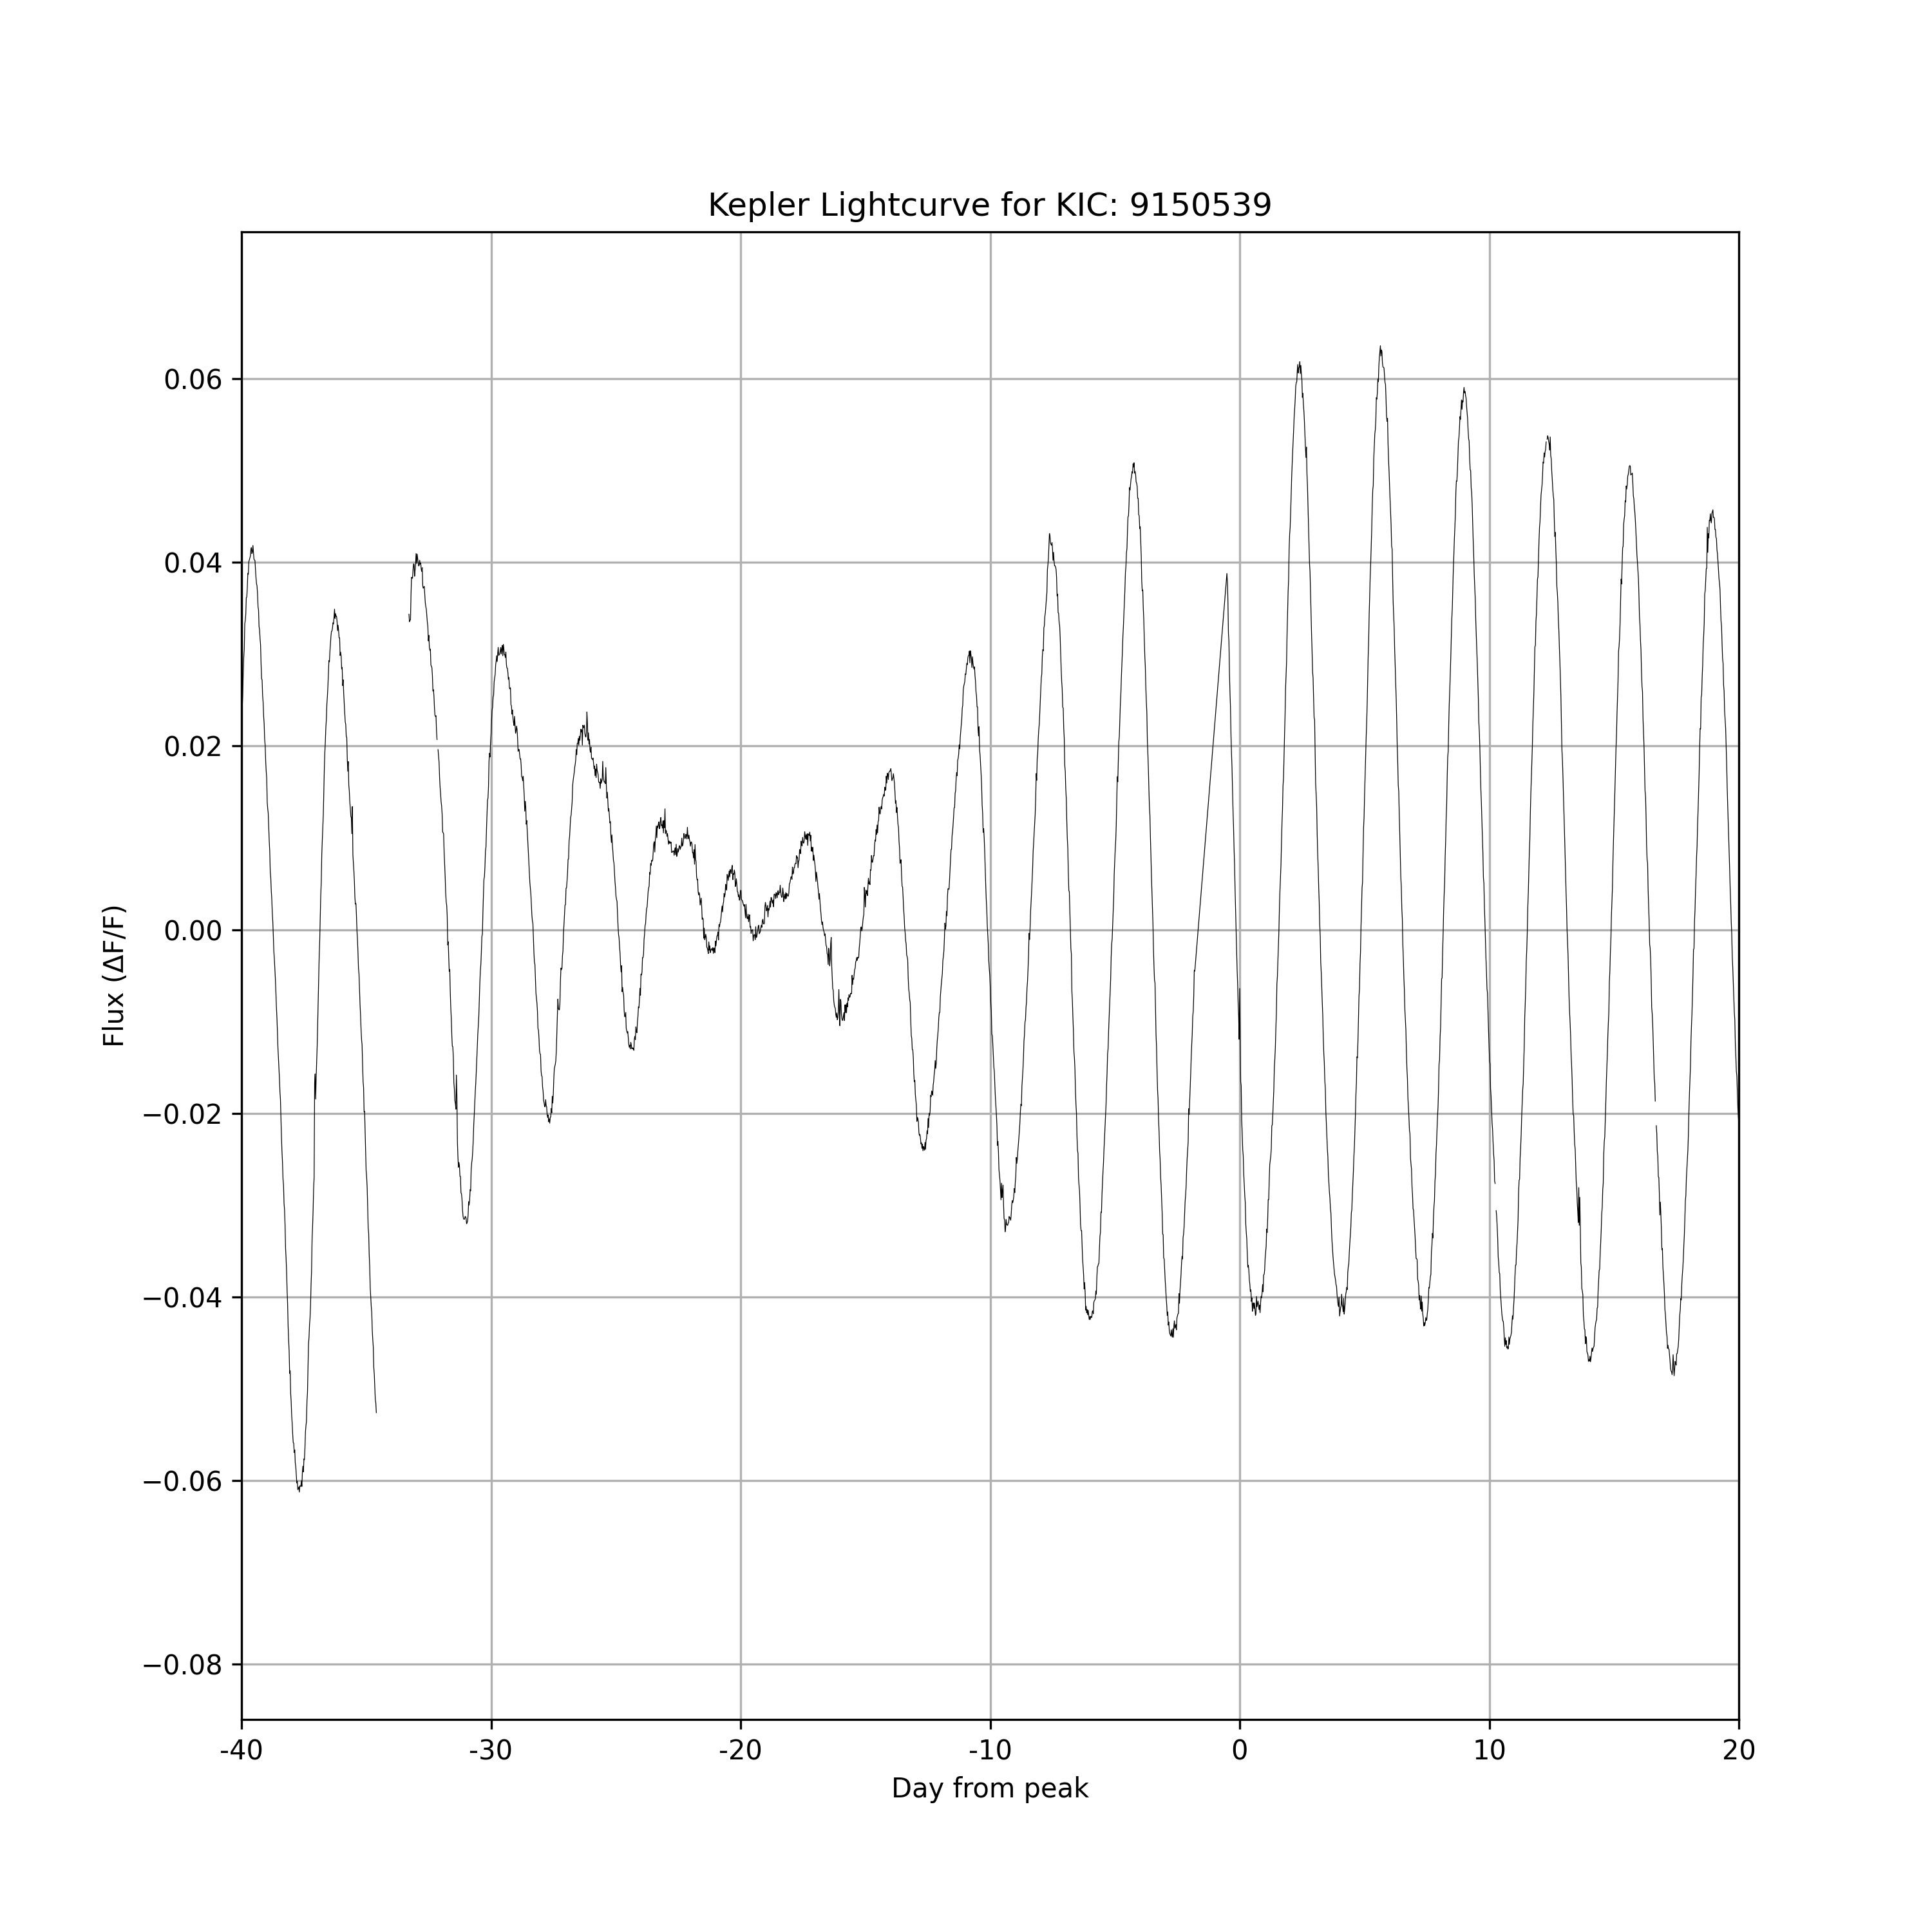 Kepler Lightcurve for KIC: 9150539
Flux (ΔF/F)
0.06
0.04
0.02
0.00
−0.02
−0.04
−0.06
−0.08
-40 -30 -20 -10 0 10 20
Day from peak